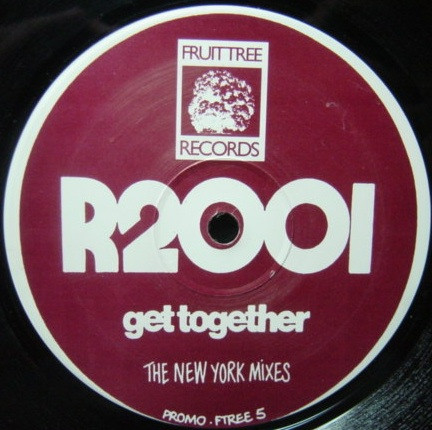 FRUITTREE
RECORDS
R2001
get together
THE NEW YORK MiXES
PROMO . FTREE 5